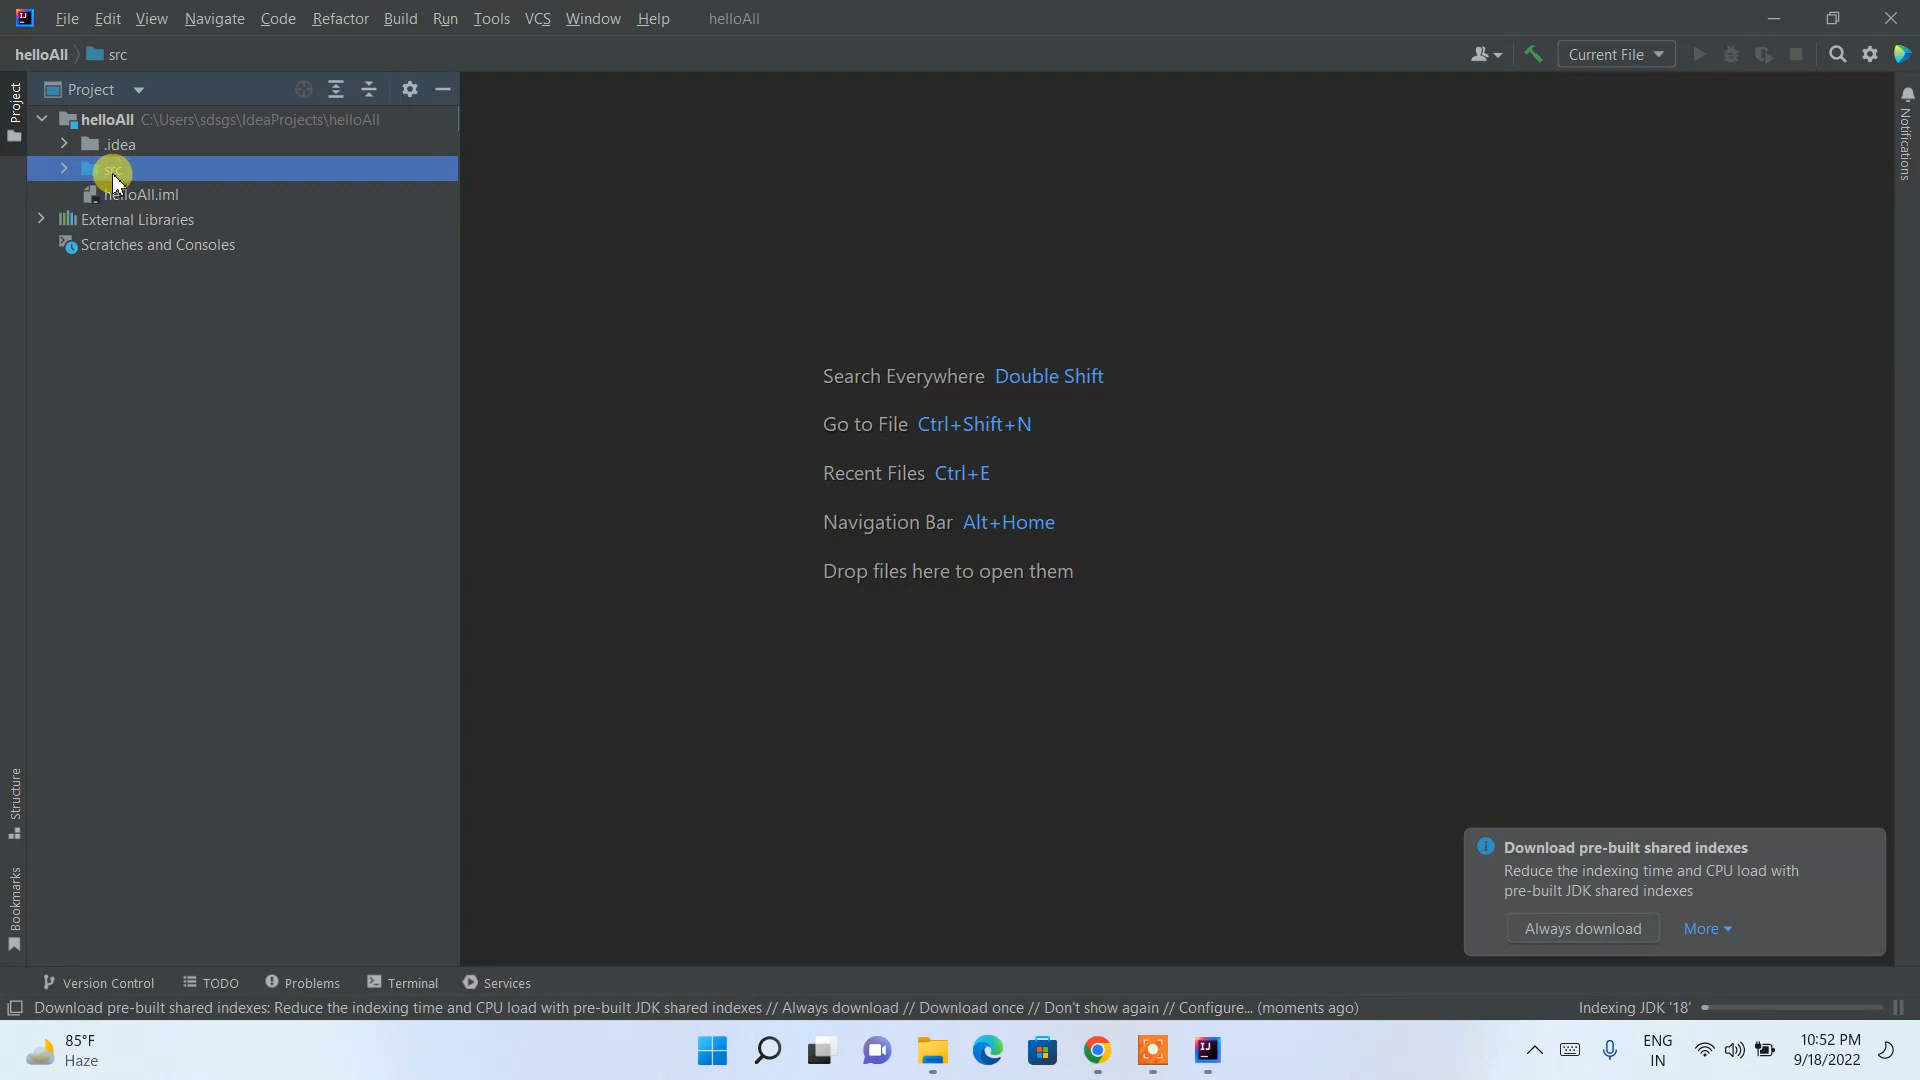 File Edit View Navigate Code Refactor Build Run Tools VCS Window Help helloAll
helloAll src
Current File
Project
Project
helloAll C:\Users\sdsgs\IdeaProjects\helloAll
.idea
src
helloAll.iml
External Libraries
Scratches and Consoles
Notifications
Search Everywhere Double Shift
Go to File Ctrl+Shift+N
Recent Files Ctrl+E
Navigation Bar Alt+Home
Drop files here to open them
Structure
Bookmarks
Download pre-built shared indexes
Reduce the indexing time and CPU load with
pre-built JDK shared indexes
Always download More
Version Control TODO Problems Terminal Services
Download pre-built shared indexes: Reduce the indexing time and CPU load with pre-built JDK shared indexes // Always download // Download once // Don't show again // Configure... (moments ago) Indexing JDK '18'
85°F
Haze
ENG
IN
10:52 PM
9/18/2022